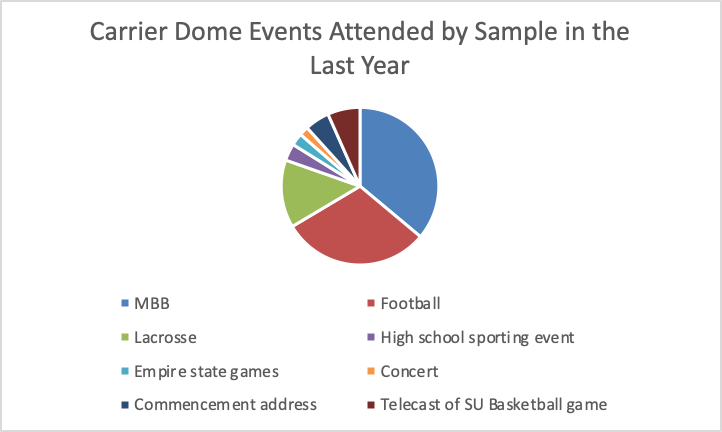 Carrier Dome Events Attended by Sample in the
Last Year
MBB
Football
Lacrosse
High school sporting event
Empire state games
Concert
Commencement address
Telecast of SU Basketball game